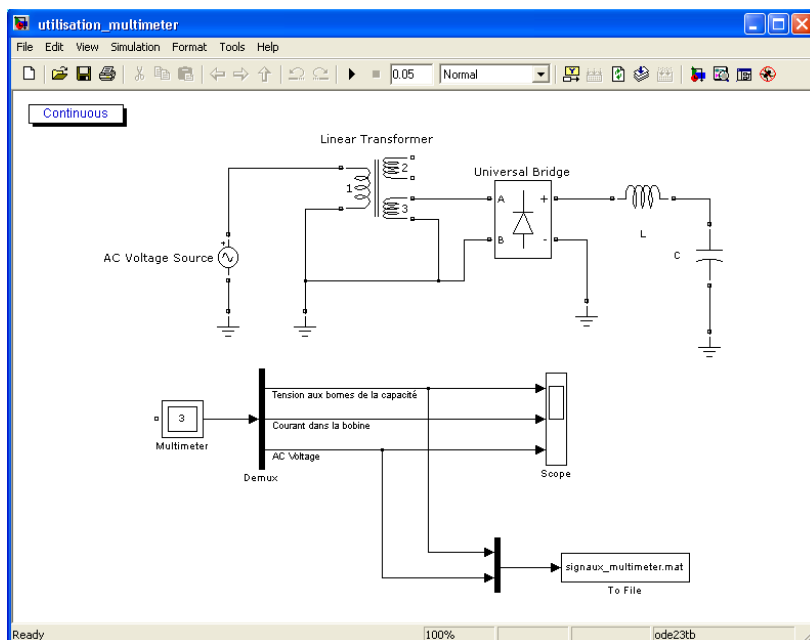 utilisation_multimeter
File Edit View Simulation Format Tools Help
0.05 Normal
Continuous
Linear Transformer
1
2
3
Universal Bridge
A +
B -
L
C
+
AC Voltage Source
3
Multimeter
Demux
Tension aux bornes de la capacité
Courant dans la bobine
AC Voltage
Scope
signaux_multimeter.mat
To File
Ready 100% ode23tb